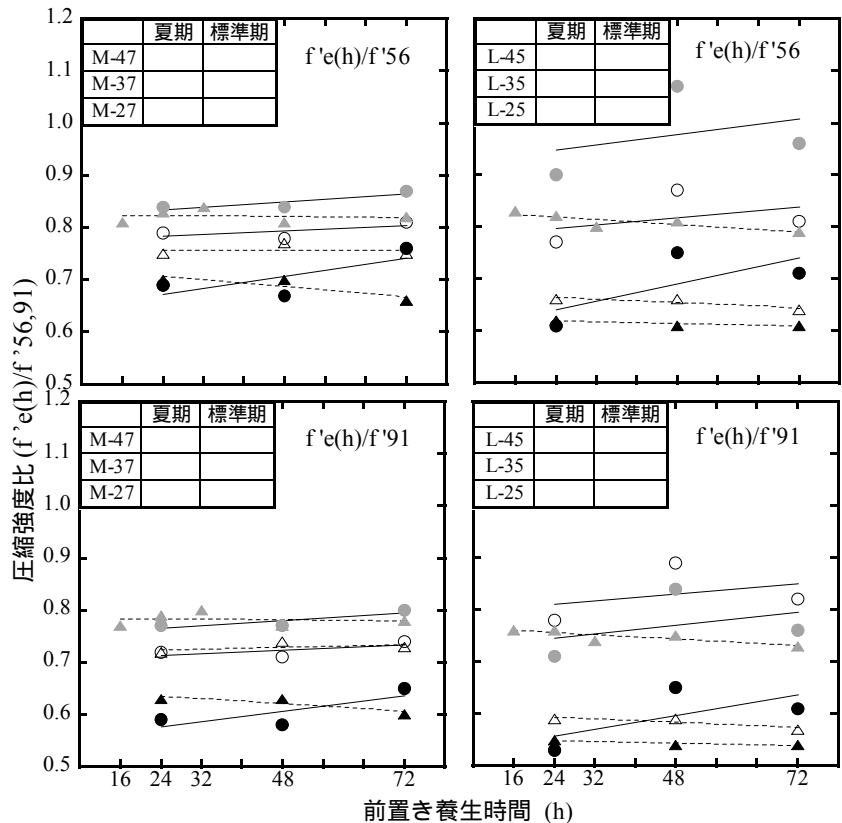 1.2
1.1
1.0
0.9
0.8
0.7
0.6
0.5
夏期 標準期
M-47
M-37
M-27
f 'e(h)/f '56
夏期 標準期
L-45
L-35
L-25
f 'e(h)/f '56
1.2
1.1
1.0
0.9
0.8
0.7
0.6
0.5
夏期 標準期
M-47
M-37
M-27
f 'e(h)/f '91
夏期 標準期
L-45
L-35
L-25
f 'e(h)/f '91
圧縮強度比 (f ’e(h)/f ’56,91)
16 24 32 48 72
16 24 32 48 72
前置き養生時間 (h)